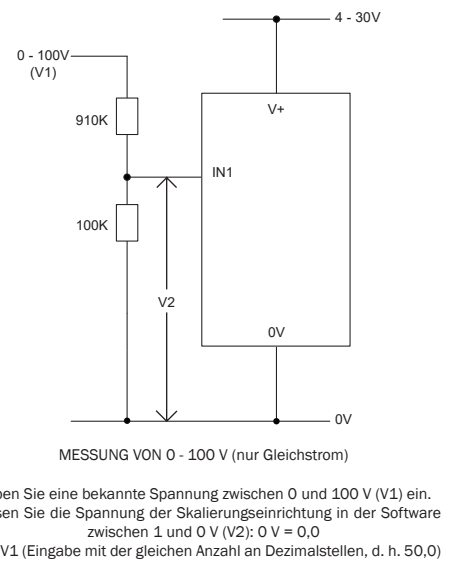 4 - 30V
0 - 100V
(V1)
V+
910K
IN1
100K
V2
0V
0V
MESSUNG VON 0 - 100 V (nur Gleichstrom)
Sie eine bekannte Spannung zwischen 0 und 100 V (V1) ein.
Sie die Spannung der Skalierungseinrichtung in der Software
zwischen 1 und 0 V (V2): 0 V = 0,0
V1 (Eingabe mit der gleichen Anzahl an Dezimalstellen, d. h. 50,0)